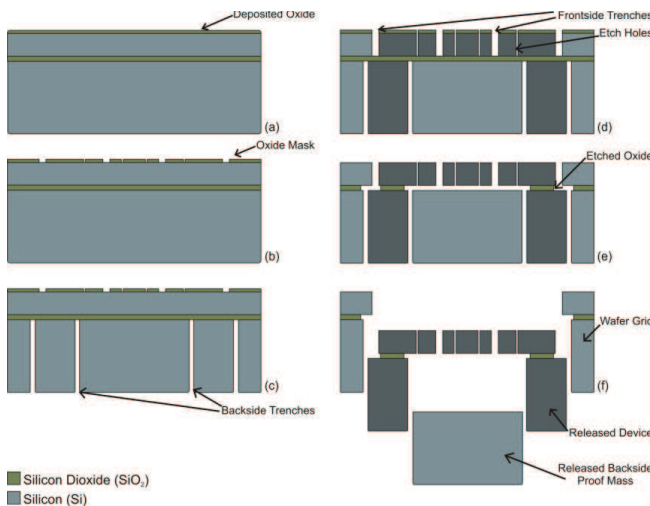 Deposited Oxide
(a)
Oxide Mask
(b)
(c)
Backside Trenches
Frontside Trenches
Etch Holes
(d)
Etched Oxide
(e)
Wafer Grid
(f)
Released Device
Released Backside
Proof Mass
Silicon Dioxide (SiO₂)
Silicon (Si)